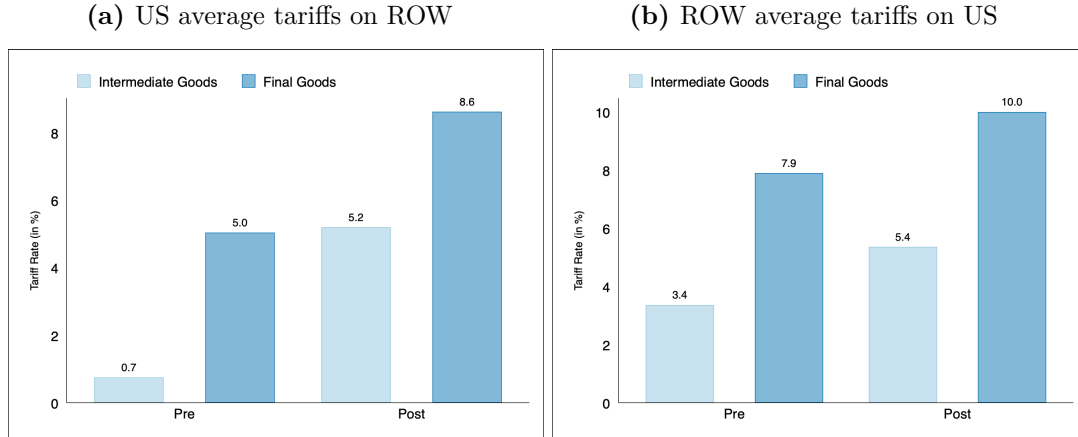 (a) US average tariffs on ROW
Intermediate Goods
Final Goods
Tariff Rate (in %)
8
6
4
2
0
0.7
5.0
5.2
8.6
Pre
Post
(b) ROW average tariffs on US
Intermediate Goods
Final Goods
Tariff Rate (in %)
10
8
6
4
2
0
3.4
7.9
5.4
10.0
Pre
Post